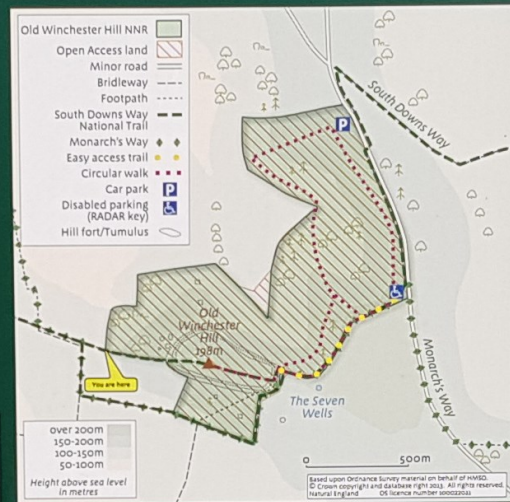 Old Winchester Hill NNR
Open Access land
Minor road
Bridleway
Footpath
South Downs Way
National Trail
Monarch's Way
Easy access trail
Circular walk
Car park
P
Disabled parking
(RADAR key)
Hill fort/Tumulus
P
South Downs Way
Old
Winchester
Hill
198m
You are here
The Seven
Wells
Monarch's Way
over 200m
150-200m
100-150m
50-100m
Height above sea level
in metres
0 500m
Based upon Ordnance Survey material on behalf of HMSO.
© Crown copyright and database right 2013. All rights reserved.
Natural England OS licence number 100022021